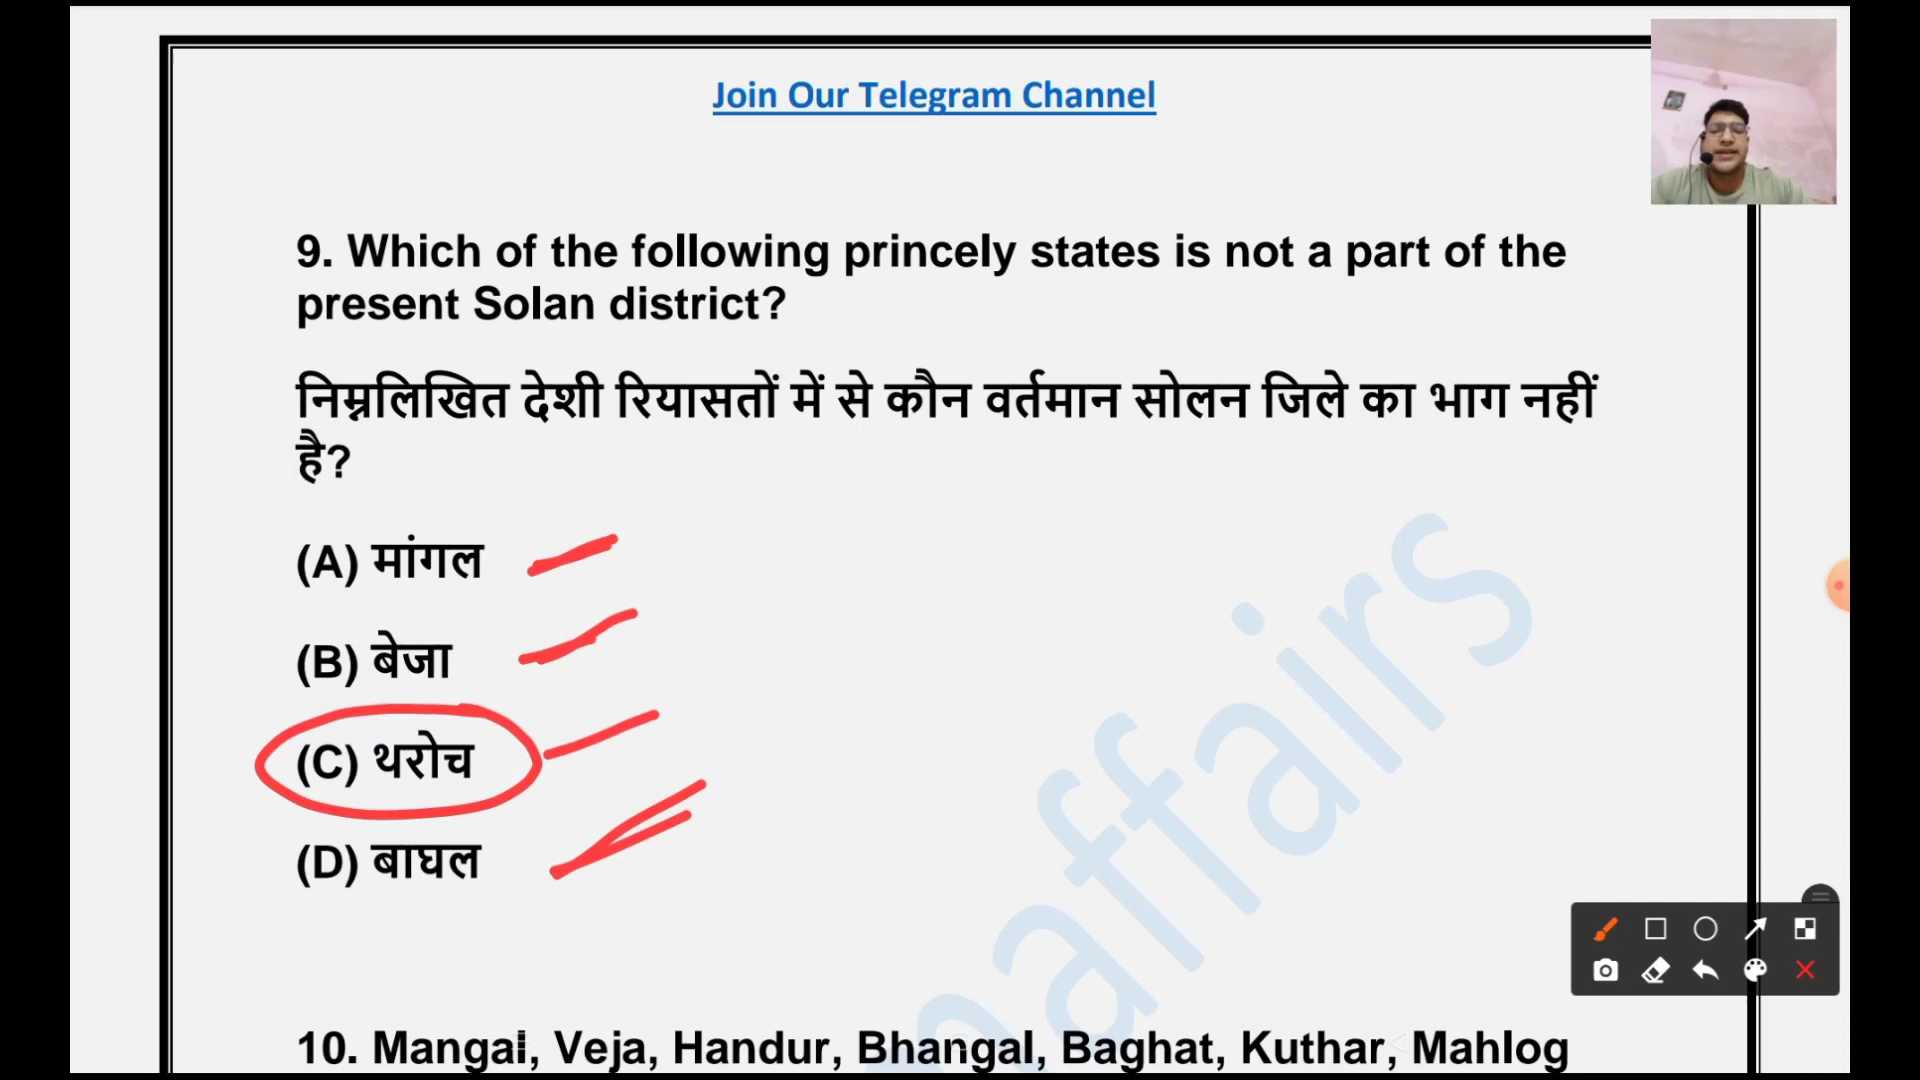 Join Our Telegram Channel
9. Which of the following princely states is not a part of the
present Solan district?
निम्नलिखित देशी रियासतों में से कौन वर्तमान सोलन जिले का भाग नहीं
है?
(A) मांगल
(B) बेजा
(C) थरोच
(D) बाघल
affairs
10. Mangal, Veja, Handur, Bhangal, Baghat, Kuthar, Mahlog